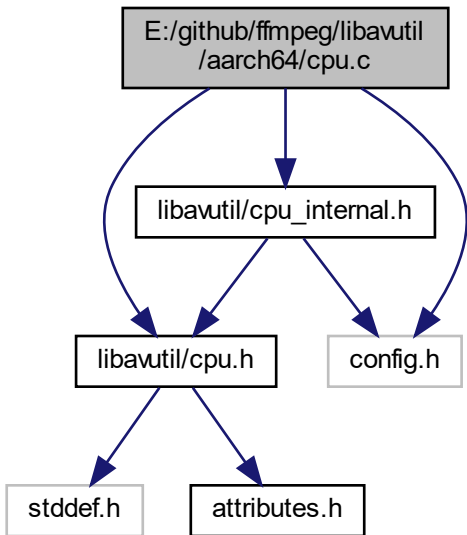 E:/github/ffmpeg/libavutil
/aarch64/cpu.c
libavutil/cpu_internal.h
libavutil/cpu.h
config.h
stddef.h
attributes.h